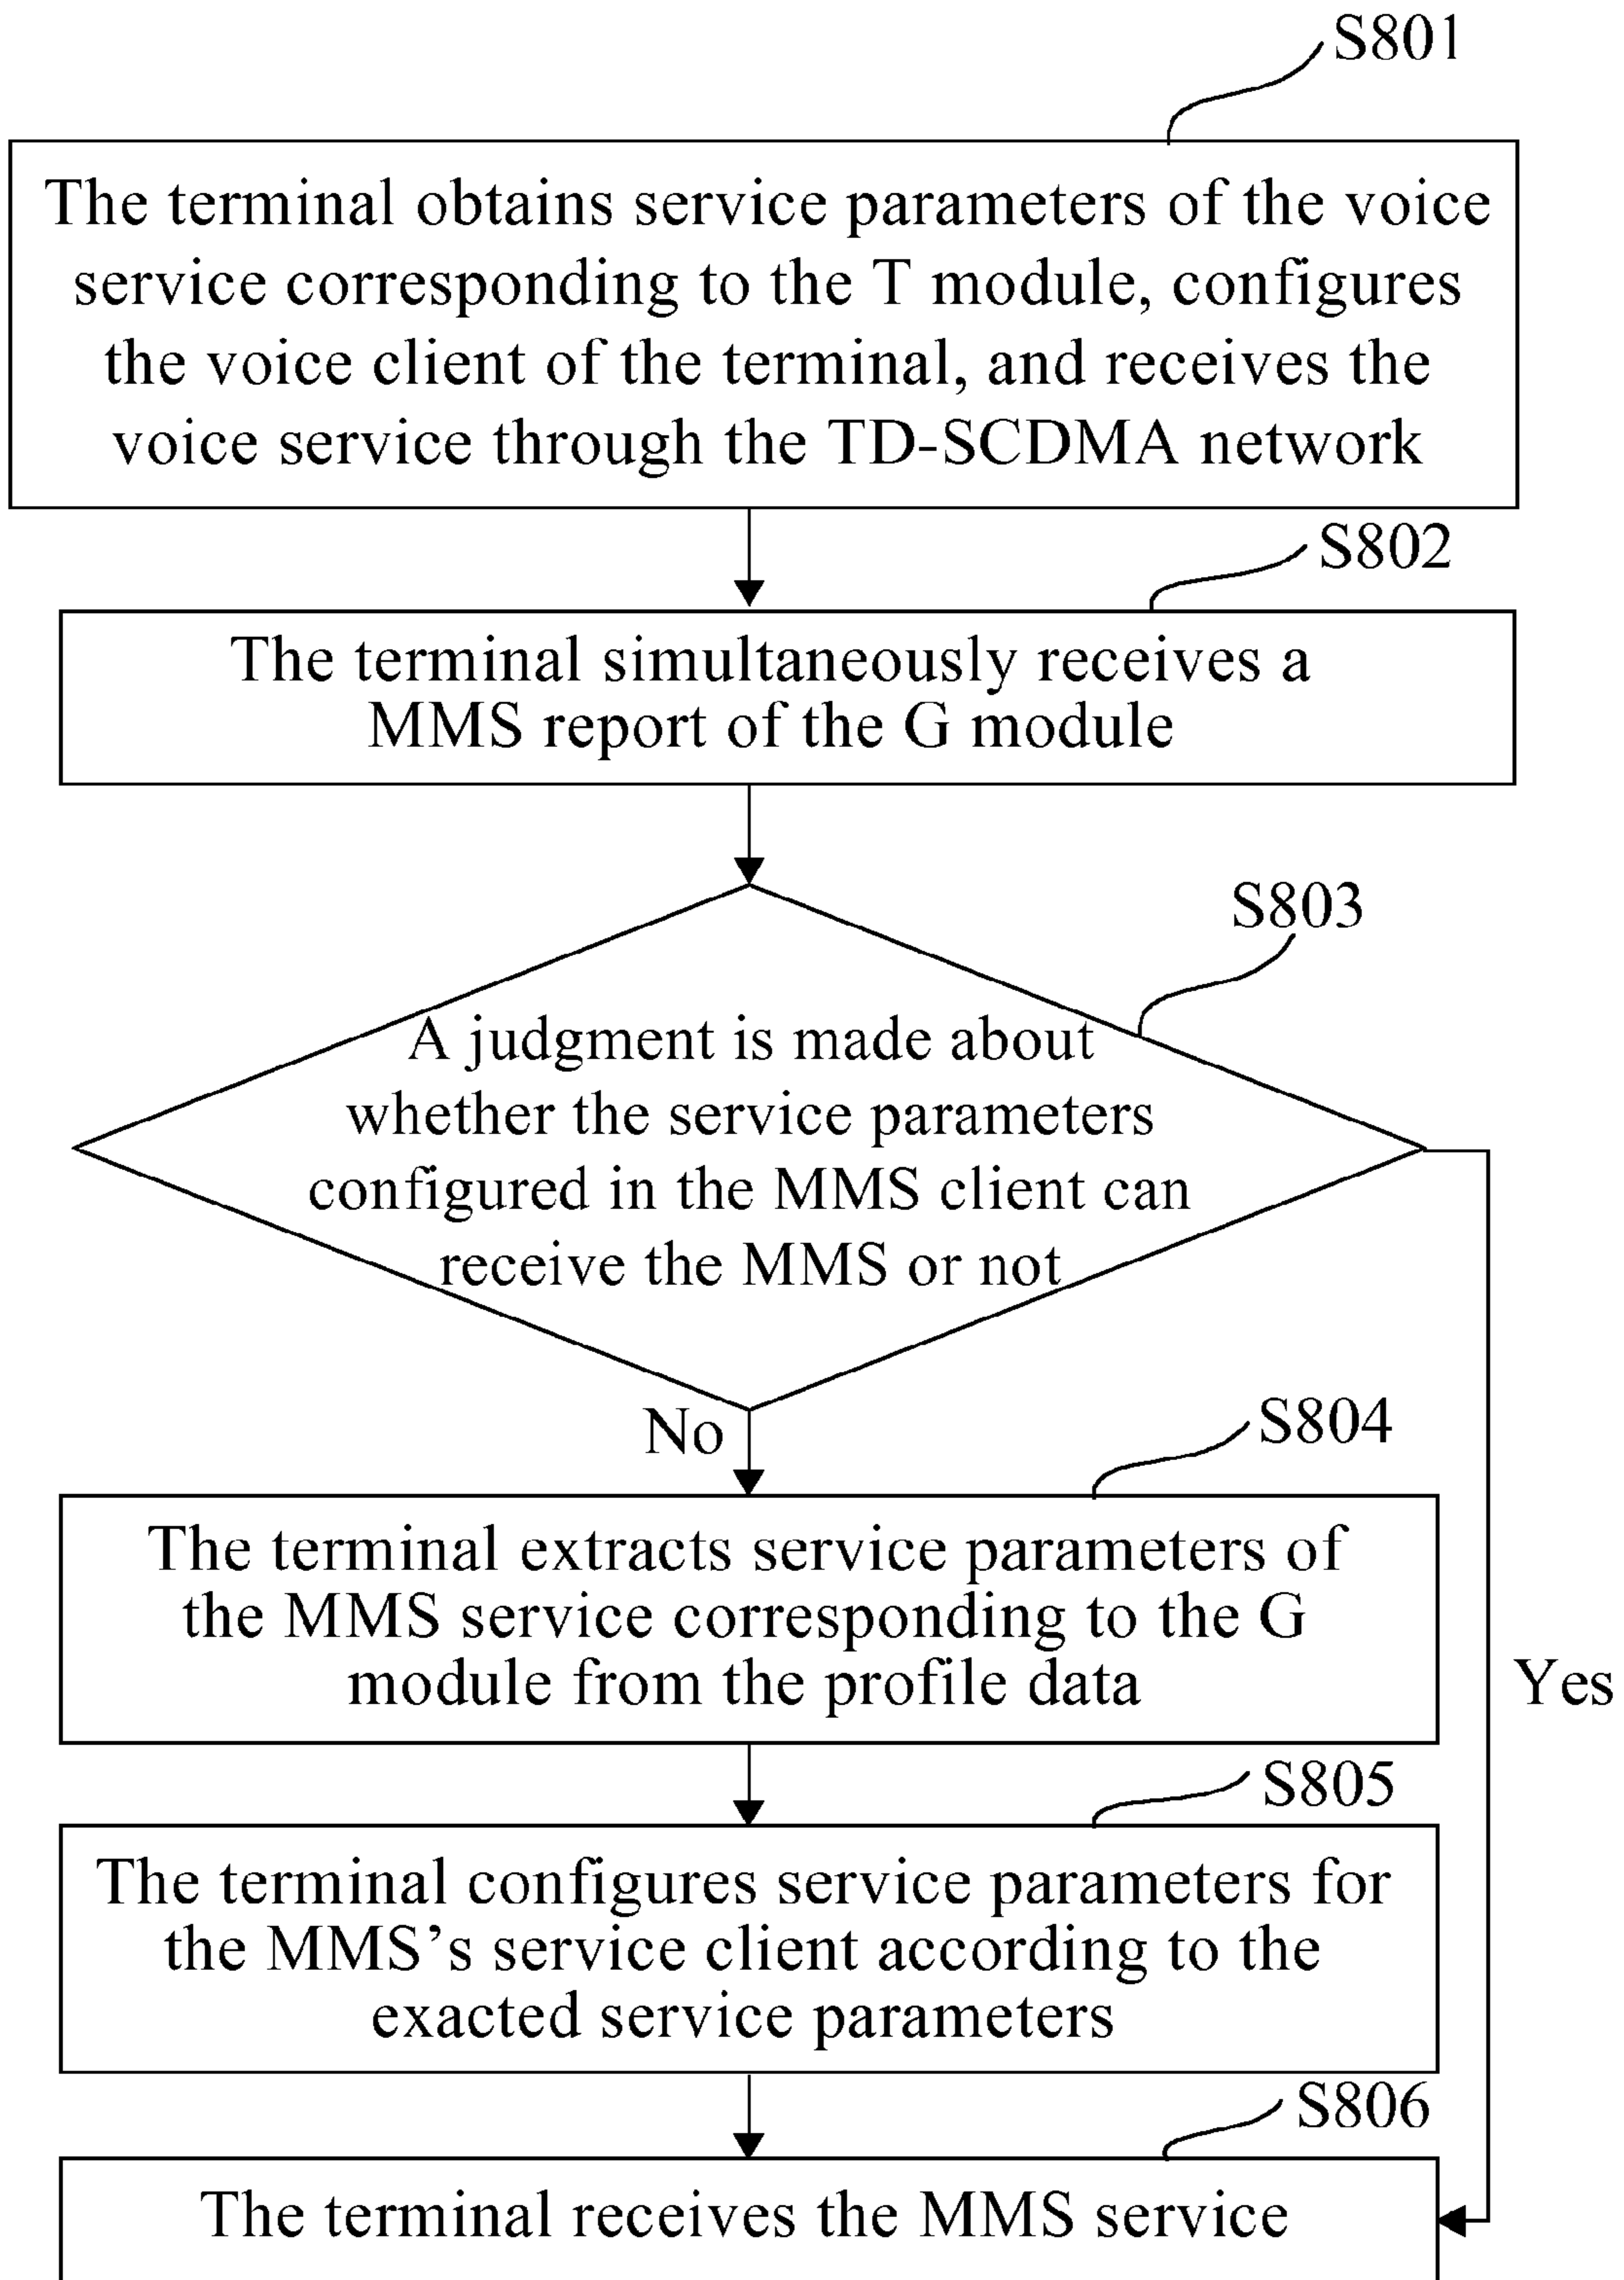 S801
The terminal obtains service parameters of the voice
service corresponding to the T module, configures
the voice client of the terminal, and receives the
voice service through the TD-SCDMA network
S802
The terminal simultaneously receives a
MMS report of the G module
S803
A judgment is made about
whether the service parameters
configured in the MMS client can
receive the MMS or not
No
S804
The terminal extracts service parameters of
the MMS service corresponding to the G
module from the profile data
Yes
S805
The terminal configures service parameters for
the MMS’s service client according to the
exacted service parameters
S806
The terminal receives the MMS service